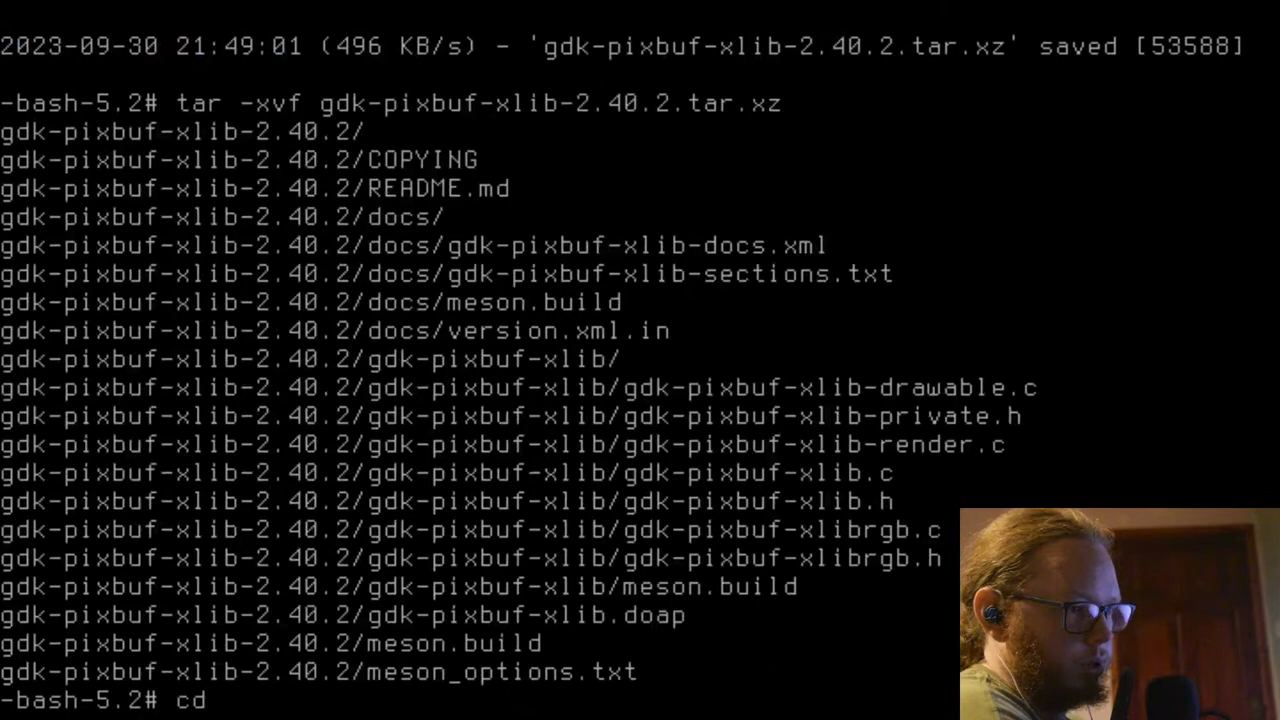 2023-09-30 21:49:01 (496 KB/s) - 'gdk-pixbuf-xlib-2.40.2.tar.xz' saved [53588]
-bash-5.2# tar -xvf gdk-pixbuf-xlib-2.40.2.tar.xz
gdk-pixbuf-xlib-2.40.2/
gdk-pixbuf-xlib-2.40.2/COPYING
gdk-pixbuf-xlib-2.40.2/README.md
gdk-pixbuf-xlib-2.40.2/docs/
gdk-pixbuf-xlib-2.40.2/docs/gdk-pixbuf-xlib-docs.xml
gdk-pixbuf-xlib-2.40.2/docs/gdk-pixbuf-xlib-sections.txt
gdk-pixbuf-xlib-2.40.2/docs/meson.build
gdk-pixbuf-xlib-2.40.2/docs/version.xml.in
gdk-pixbuf-xlib-2.40.2/gdk-pixbuf-xlib/
gdk-pixbuf-xlib-2.40.2/gdk-pixbuf-xlib/gdk-pixbuf-xlib-drawable.c
gdk-pixbuf-xlib-2.40.2/gdk-pixbuf-xlib/gdk-pixbuf-xlib-private.h
gdk-pixbuf-xlib-2.40.2/gdk-pixbuf-xlib/gdk-pixbuf-xlib-render.c
gdk-pixbuf-xlib-2.40.2/gdk-pixbuf-xlib/gdk-pixbuf-xlib.c
gdk-pixbuf-xlib-2.40.2/gdk-pixbuf-xlib/gdk-pixbuf-xlib.h
gdk-pixbuf-xlib-2.40.2/gdk-pixbuf-xlib/gdk-pixbuf-xlibrgb.c
gdk-pixbuf-xlib-2.40.2/gdk-pixbuf-xlib/gdk-pixbuf-xlibrgb.h
gdk-pixbuf-xlib-2.40.2/gdk-pixbuf-xlib/meson.build
gdk-pixbuf-xlib-2.40.2/gdk-pixbuf-xlib.doap
gdk-pixbuf-xlib-2.40.2/meson.build
gdk-pixbuf-xlib-2.40.2/meson_options.txt
-bash-5.2# cd